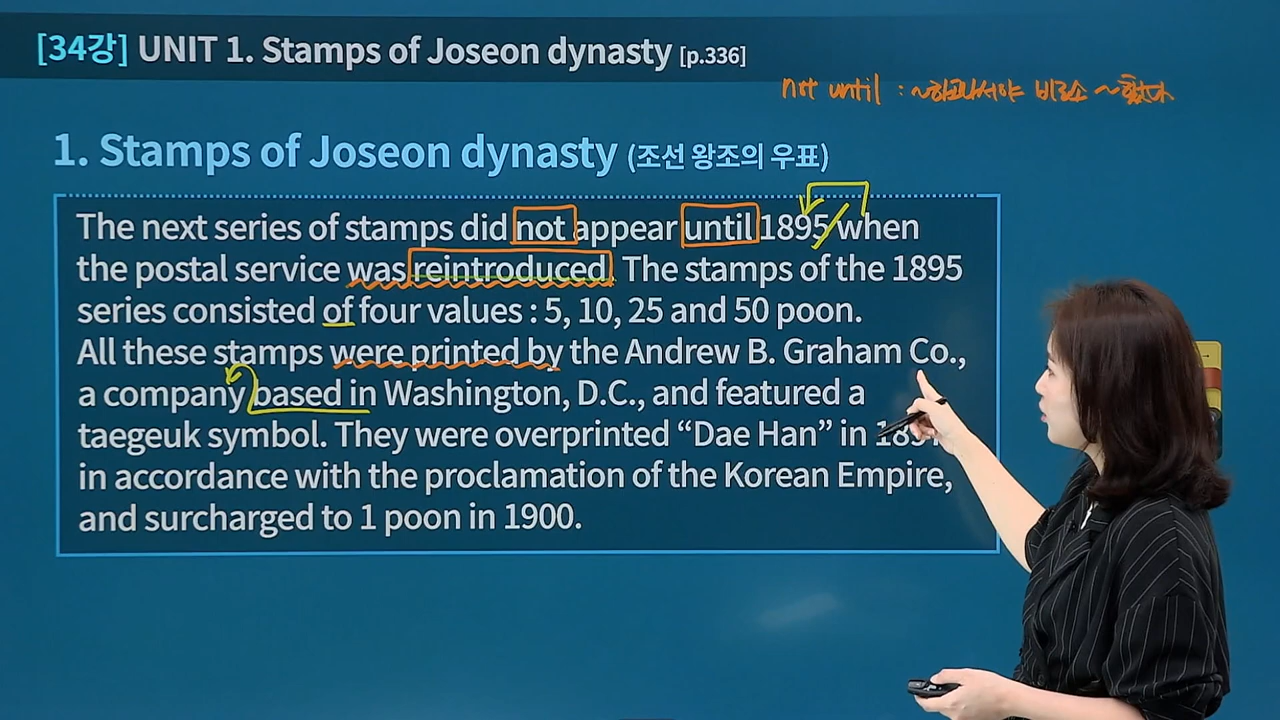 [34강] UNIT 1. Stamps of Joseon dynasty [p.336]
not until : ~하고나서야 비로소 ~했다
1. Stamps of Joseon dynasty (조선 왕조의 우표)
The next series of stamps did not appear until 1895 when
the postal service was reintroduced. The stamps of the 1895
series consisted of four values : 5, 10, 25 and 50 poon.
All these stamps were printed by the Andrew B. Graham Co.,
a company based in Washington, D.C., and featured a
taegeuk symbol. They were overprinted “Dae Han” in
in accordance with the proclamation of the Korean Empire,
and surcharged to 1 poon in 1900.